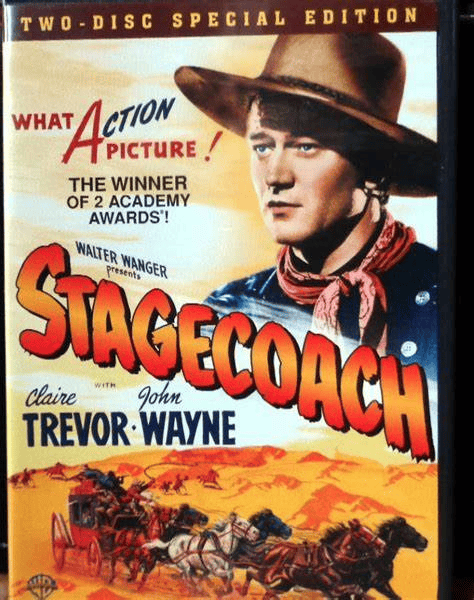 TWO-DISC SPECIAL EDITION
WHAT ACTION
PICTURE!
THE WINNER
OF 2 ACADEMY
AWARDS®!
WALTER WANGER
presents
STAGECOACH
WITH
Claire John
TREVOR · WAYNE
WB